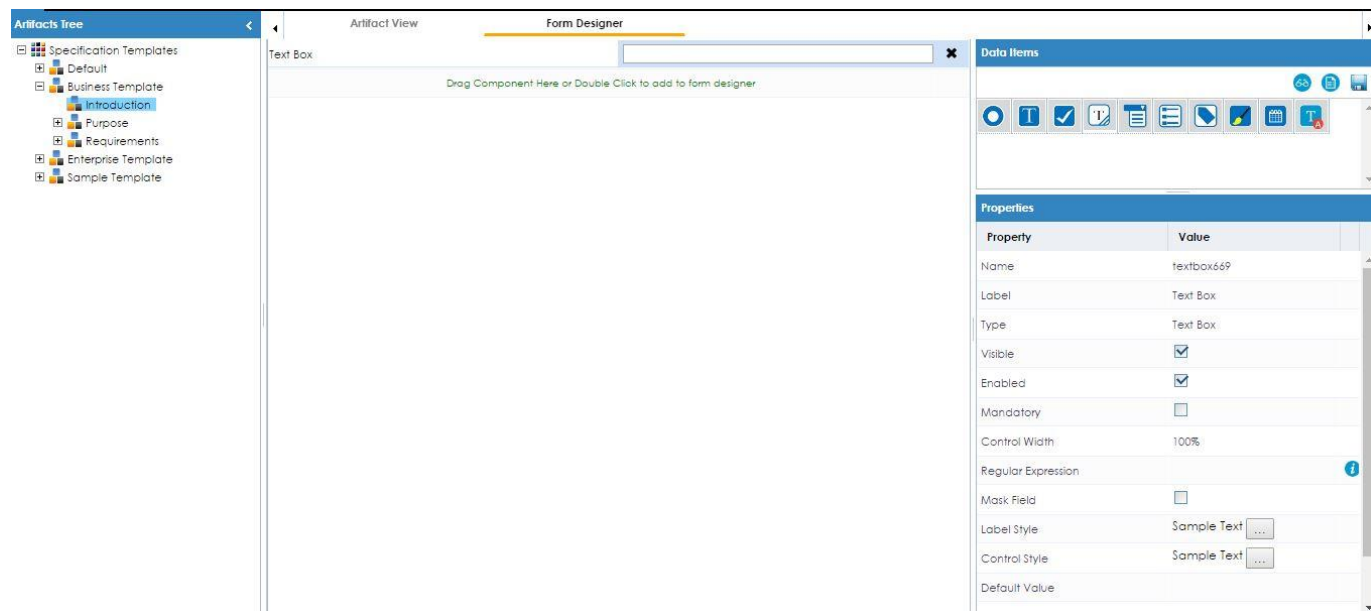 Artifacts Tree
Specification Templates
Default
Business Template
Introduction
Purpose
Requirements
Enterprise Template
Sample Template
Artifact View
Form Designer
Text Box
Drag Component Here or Double Click to add to form designer
Data Items
Properties
Property Value
Name textbox669
Label Text Box
Type Text Box
Visible
Enabled
Mandatory
Control Width 100%
Regular Expression
Mask Field
Label Style Sample Text ...
Control Style Sample Text ...
Default Value